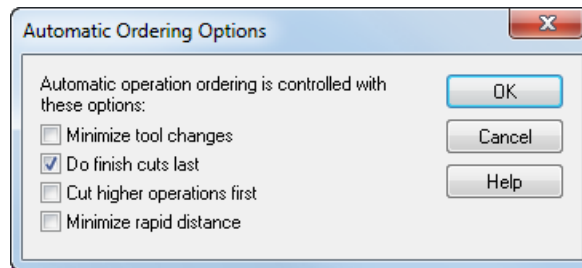 Automatic Ordering Options
Automatic operation ordering is controlled with
these options:
Minimize tool changes
Do finish cuts last
Cut higher operations first
Minimize rapid distance
OK
Cancel
Help